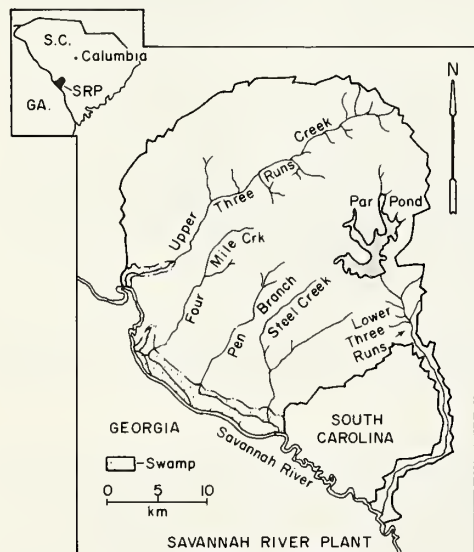 S.C.
Calumbia
SRP
GA.
N
Upper Three Runs Creek
Par Pond
Four Mile Crk
Pen Branch
Steel Creek
Lower
Three
Runs
GEORGIA
SOUTH
CAROLINA
Savannah River
-Swamp
0 5 10
km
SAVANNAH RIVER PLANT